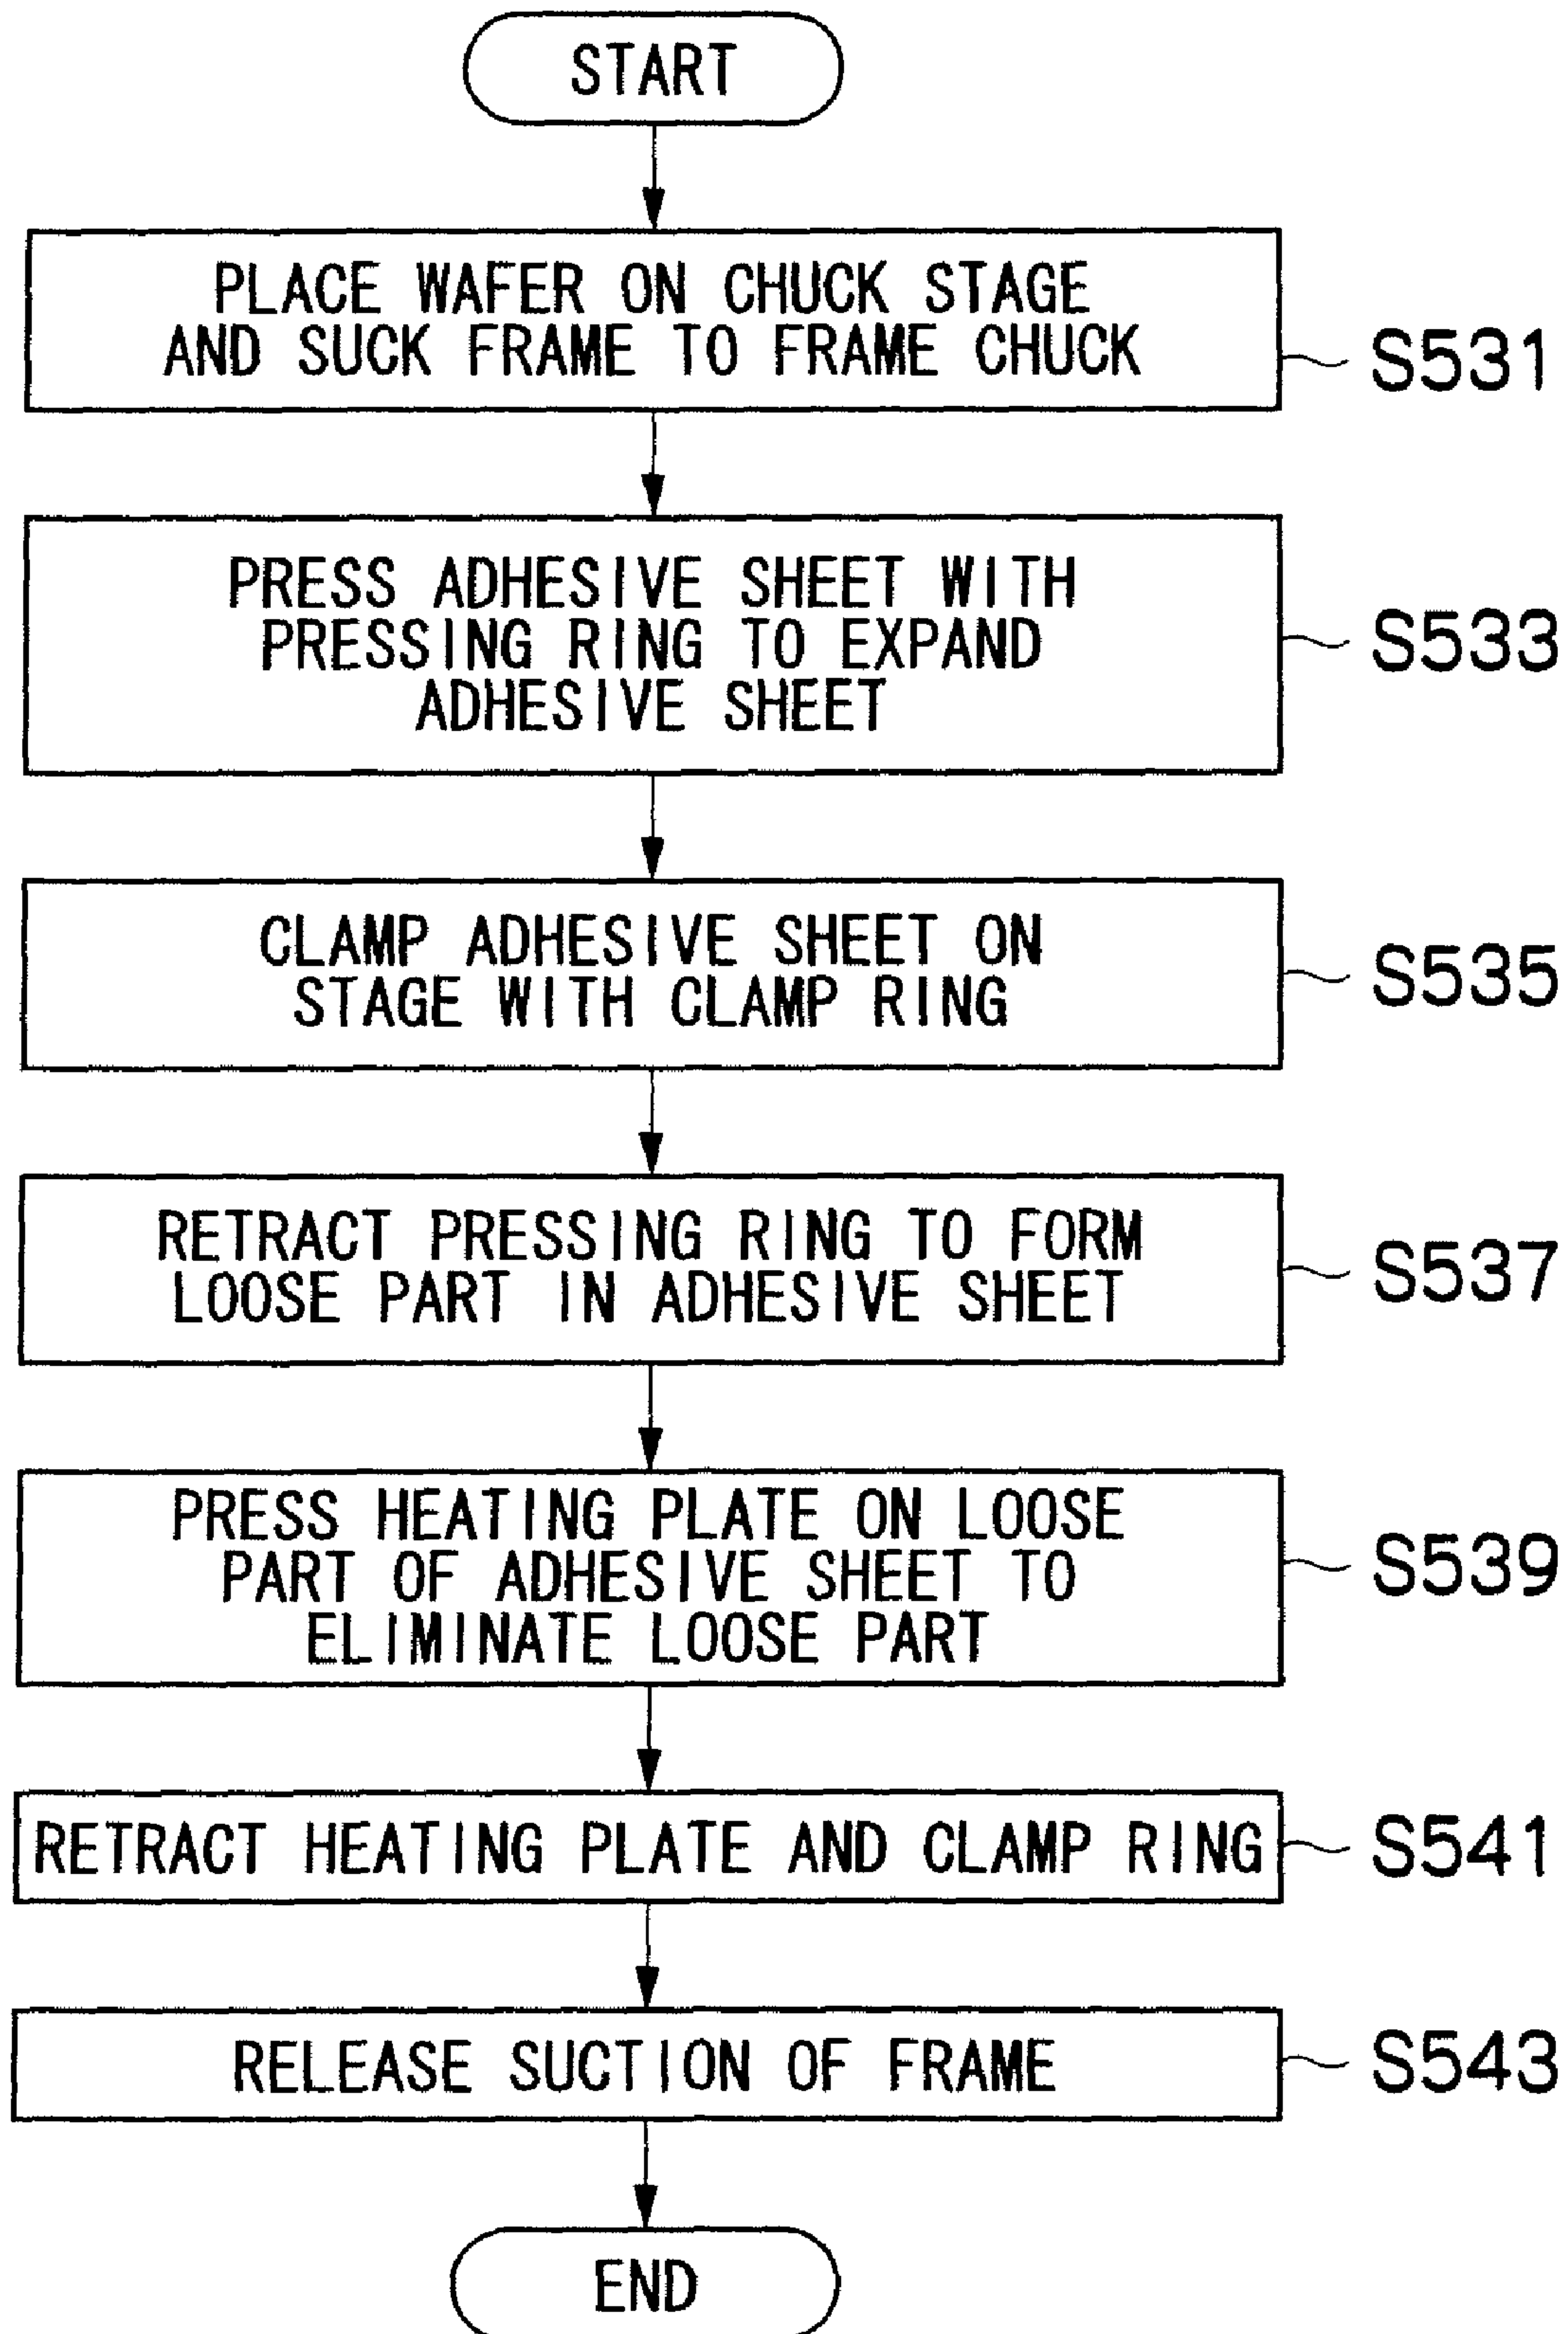 START
PLACE WAFER ON CHUCK STAGE
AND SUCK FRAME TO FRAME CHUCK
S531
PRESS ADHESIVE SHEET WITH
PRESSING RING TO EXPAND
ADHESIVE SHEET
S533
CLAMP ADHESIVE SHEET ON
STAGE WITH CLAMP RING
S535
RETRACT PRESSING RING TO FORM
LOOSE PART IN ADHESIVE SHEET
S537
PRESS HEATING PLATE ON LOOSE
PART OF ADHESIVE SHEET TO
ELIMINATE LOOSE PART
S539
RETRACT HEATING PLATE AND CLAMP RING
S541
RELEASE SUCTION OF FRAME
S543
END